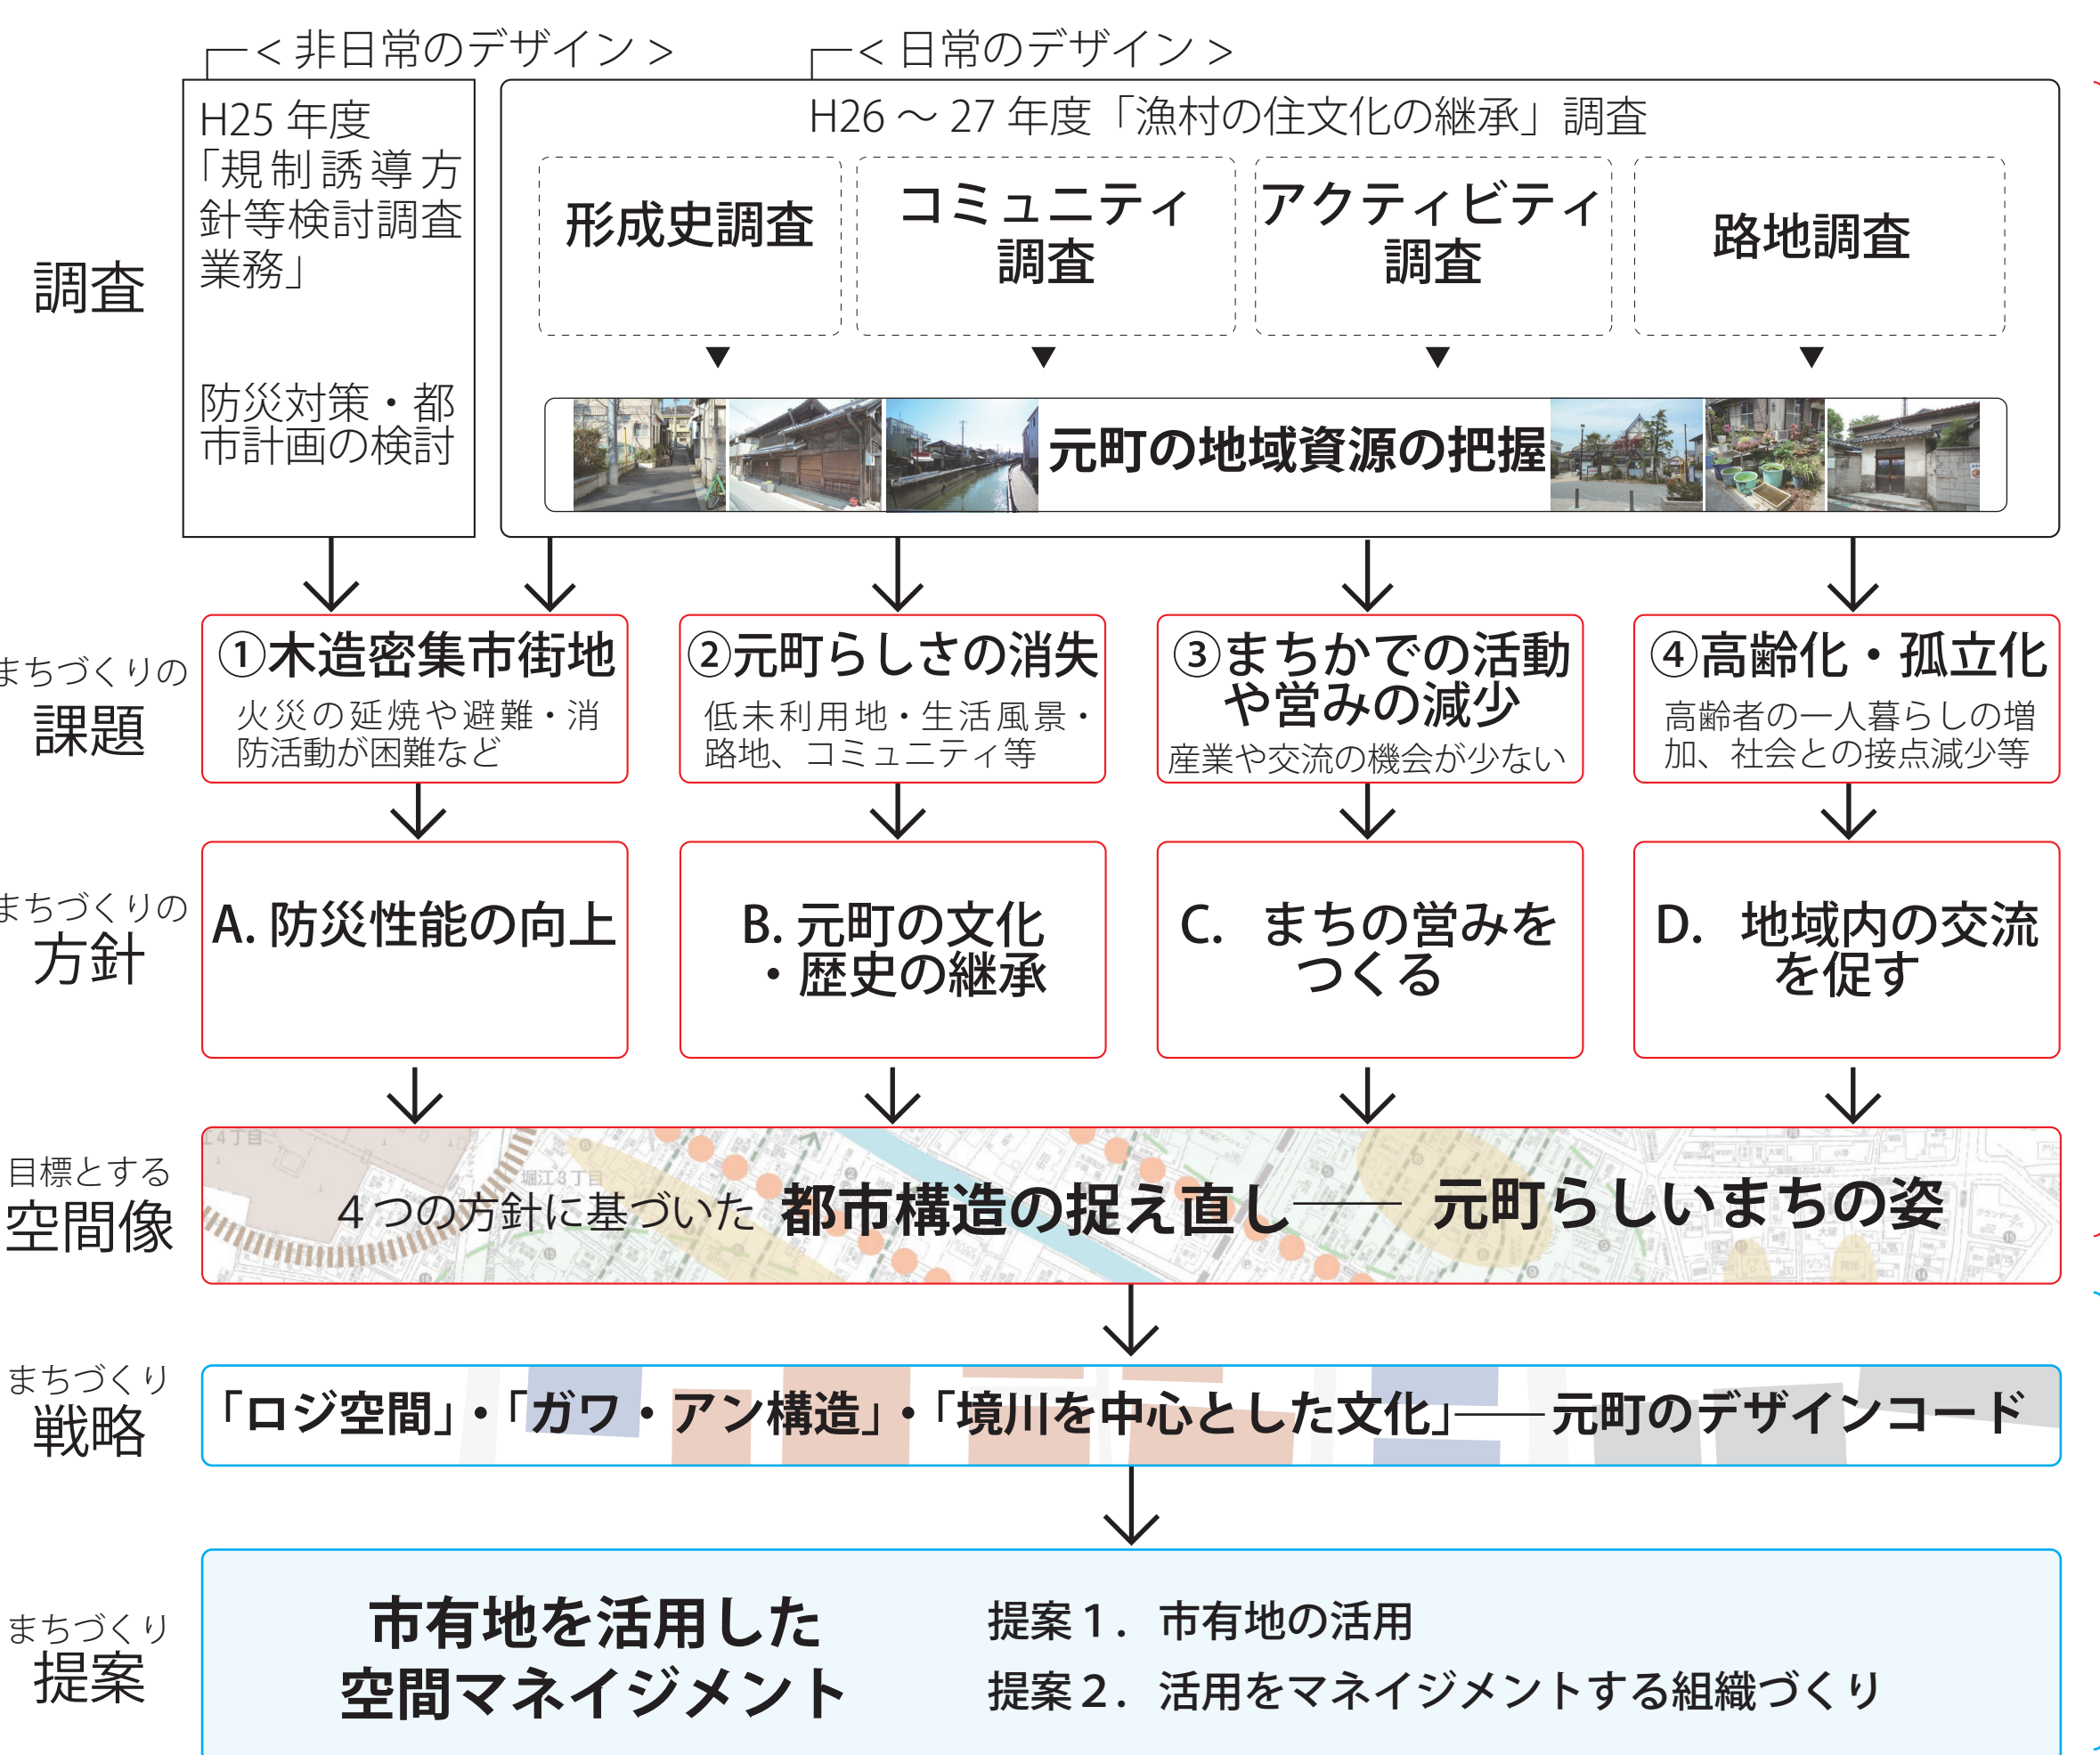 <非日常のデザイン>
<日常のデザイン>
調査
H25 年度
「規制誘導方
針等検討調査
業務」
防災対策・都
市計画の検討
H26 〜 27 年度「漁村の住文化の継承」調査
形成史調査
コミュニティ
調査
アクティビティ
調査
路地調査
元町の地域資源の把握
まちづくりの
課題
①木造密集市街地
火災の延焼や避難・消
防活動が困難など
②元町らしさの消失
低未利用地・生活風景・
路地、コミュニティ等
③まちかでの活動
や営みの減少
産業や交流の機会が少ない
④高齢化・孤立化
高齢者の一人暮らしの増
加、社会との接点減少等
まちづくりの
方針
A. 防災性能の向上
B. 元町の文化
・歴史の継承
C. まちの営みを
つくる
D. 地域内の交流
を促す
目標とする
空間像
江4丁目
堀江3丁目
４つの方針に基づいた 都市構造の捉え直し―― 元町らしいまちの姿
まちづくり
戦略
「ロジ空間」・「ガワ・アン構造」・「境川を中心とした文化」――元町のデザインコード
まちづくり
提案
市有地を活用した
空間マネイジメント
提案１. 市有地の活用
提案２. 活用をマネイジメントする組織づくり